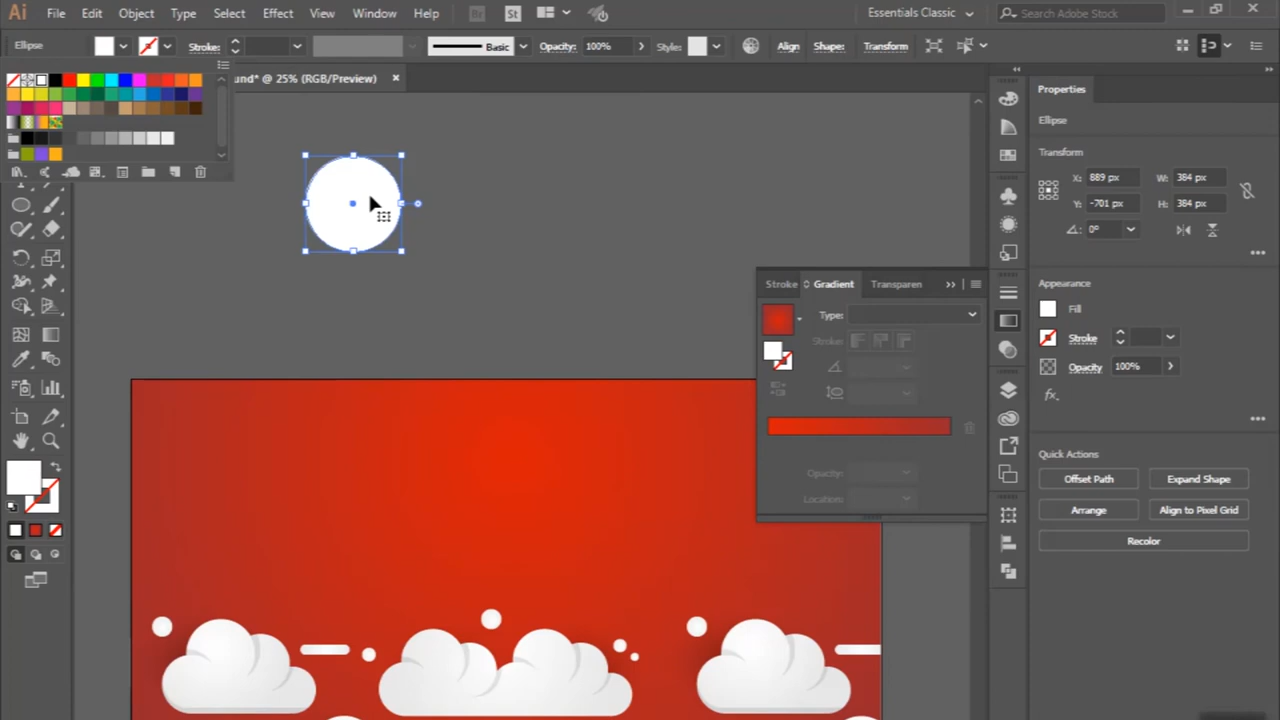 Ai File Edit Object Type Select Effect View Window Help Br St Essentials Classic Search Adobe Stock
Ellipse Stroke: Basic Opacity: 100% Style: Align Shape: Transform
und* @ 25% (RGB/Preview) ×
Properties
Ellipse
Transform
X: 889 px W: 384 px
Y: -701 px H: 384 px
0°
Appearance
Fill
Stroke
Opacity 100%
fx.
Quick Actions
Offset Path Expand Shape
Arrange Align to Pixel Grid
Recolor
Stroke Gradient Transparen
Type:
Stroke:
Opacity:
Location: